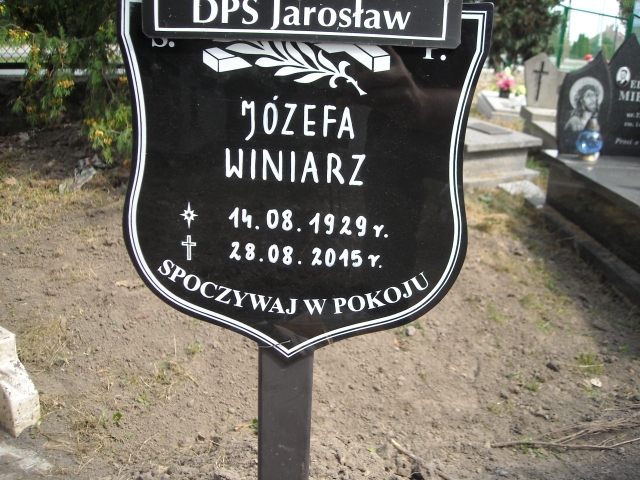 DPS Jarosław
JÓZEFA
WINIARZ
14.08.1929 r.
28.08.2015 r.
SPOCZYWAJ W POKOJU